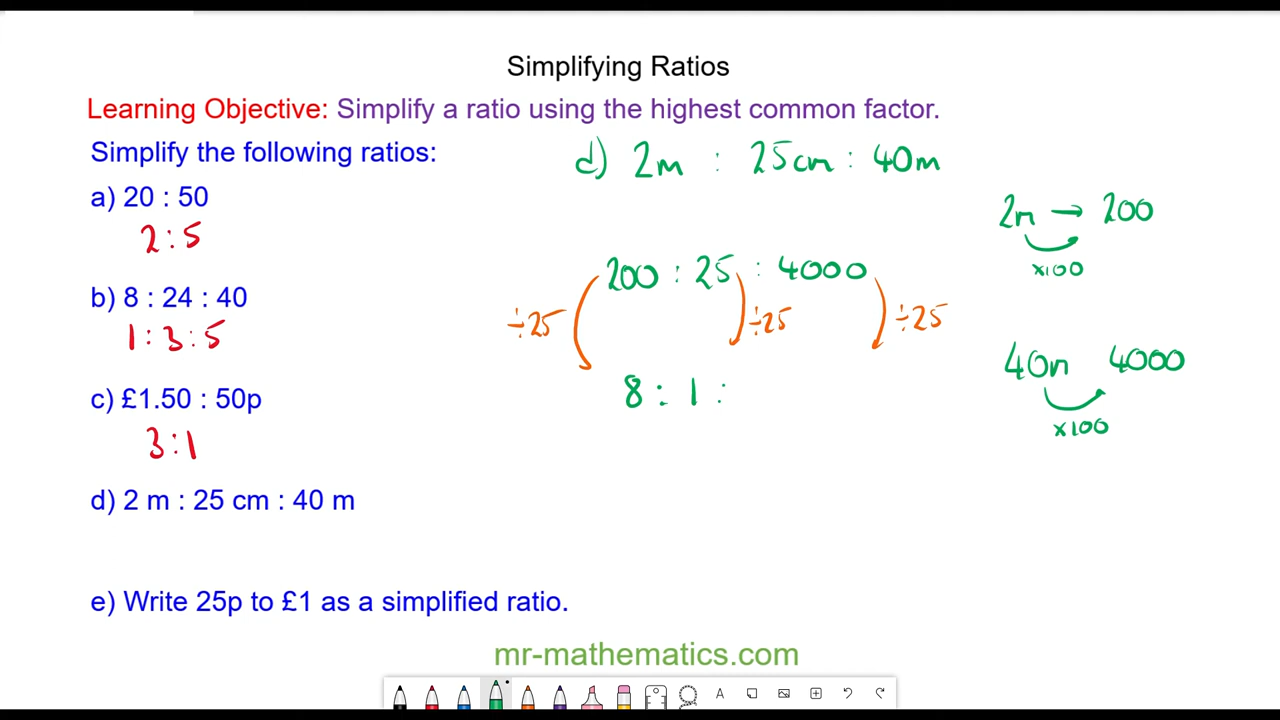 Simplifying Ratios
Learning Objective: Simplify a ratio using the highest common factor.
Simplify the following ratios:
a) 20 : 50
2 : 5
b) 8 : 24 : 40
1 : 3 : 5
c) £1.50 : 50p
3 : 1
d) 2 m : 25 cm : 40 m
e) Write 25p to £1 as a simplified ratio.
d) 2m : 25cm : 40m
200 : 25 : 4000
÷25 ÷25 ÷25
8 : 1 :
2m → 200
x100
40m 4000
x100
mr-mathematics.com
A